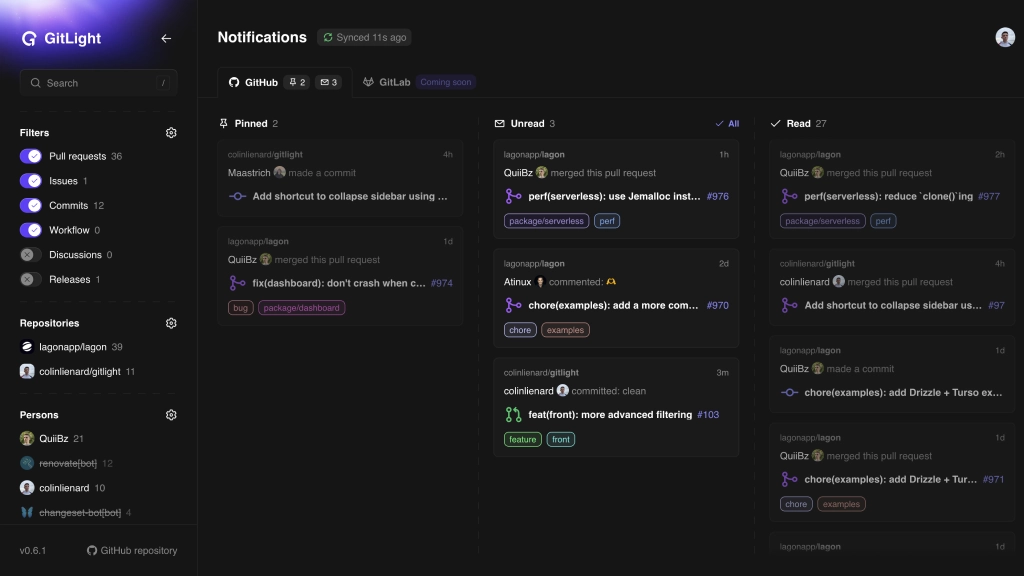 GitLight
Search
/
Filters
Pull requests 36
Issues 1
Commits 12
Workflow 0
Discussions 0
Releases 1
Repositories
lagonapp/lagon 39
colinlienard/gitlight 11
Persons
QuiiBz 21
renovate[bot] 12
colinlienard 10
changeset-bot[bot] 4
v0.6.1
GitHub repository
Notifications
Synced 11s ago
GitHub 2 3
GitLab Coming soon
Pinned 2
colinlienard/gitlight 4h
Maastrich made a commit
Add shortcut to collapse sidebar using ...
lagonapp/lagon 1d
QuiiBz merged this pull request
fix(dashboard): don't crash when c... #974
bug package/dashboard
Unread 3
All
lagonapp/lagon 1h
QuiiBz merged this pull request
perf(serverless): use Jemalloc inst... #976
package/serverless perf
lagonapp/lagon 2d
Atinux commented: 🫶
chore(examples): add a more com... #970
chore examples
colinlienard/gitlight 3m
colinlienard committed: clean
feat(front): more advanced filtering #103
feature front
Read 27
lagonapp/lagon 2h
QuiiBz merged this pull request
perf(serverless): reduce `clone()`ing #977
package/serverless perf
colinlienard/gitlight 4h
colinlienard merged this pull request
Add shortcut to collapse sidebar us... #97
lagonapp/lagon 1d
QuiiBz made a commit
chore(examples): add Drizzle + Turso ex...
lagonapp/lagon 1d
QuiiBz merged this pull request
chore(examples): add Drizzle + Tur... #971
chore examples
lagonapp/lagon 1d